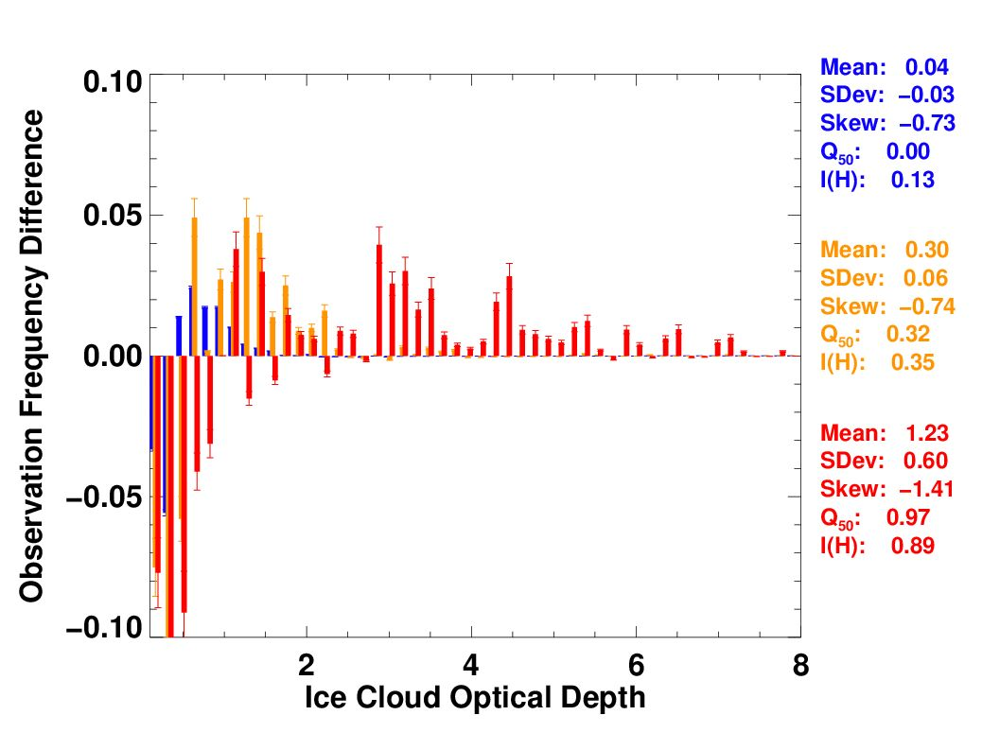 0.10
0.05
0.00
−0.05
−0.10
Observation Frequency Difference
2 4 6 8
Ice Cloud Optical Depth
Mean: 0.04
SDev: −0.03
Skew: −0.73
Q50: 0.00
I(H): 0.13
Mean: 0.30
SDev: 0.06
Skew: −0.74
Q50: 0.32
I(H): 0.35
Mean: 1.23
SDev: 0.60
Skew: −1.41
Q50: 0.97
I(H): 0.89